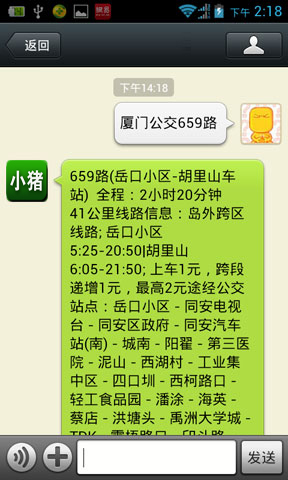 下午 2:18
返回
下午14:18
厦门公交659路
小猪
659路(岳口小区-胡里山车
站) 全程：2小时20分钟
41公里线路信息：岛外跨区
线路; 岳口小区
5:25-20:50|胡里山
6:05-21:50; 上车1元，跨段
递增1元，最高2元途经公交
站点：岳口小区 - 同安电视
台 - 同安区政府 - 同安汽车
站(南) - 城南 - 阳翟 - 第三医
院 - 泥山 - 西湖村 - 工业集
中区 - 四口圳 - 西柯路口 -
轻工食品园 - 潘涂 - 海英 -
蔡店 - 洪塘头 - 禹洲大学城 -
发送